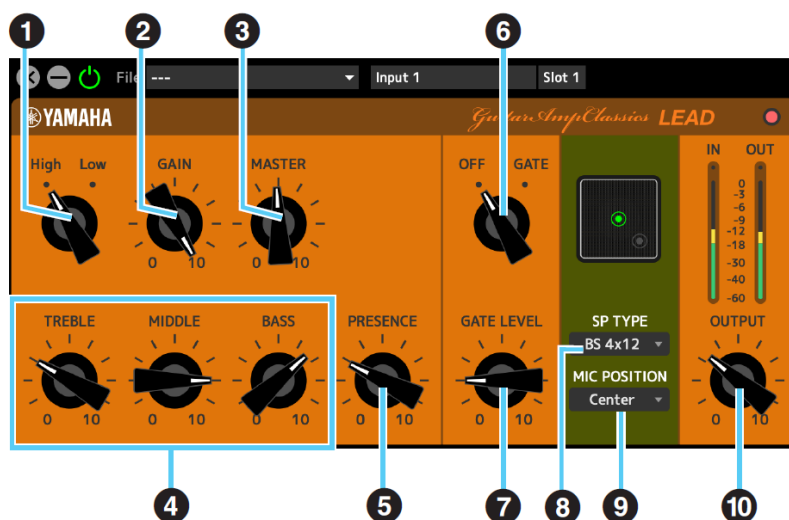 1 2 3 6
File --- Input 1 Slot 1
YAMAHA GuitarAmpClassics LEAD
High Low GAIN MASTER OFF GATE IN OUT
0
-3
-6
-9
-12
-18
-30
-40
-60
0 10 0 10
TREBLE MIDDLE BASS PRESENCE GATE LEVEL SP TYPE OUTPUT
BS 4x12
MIC POSITION
Center
0 10 0 10 0 10 0 10 0 10 0 10
4 5 7 8 9 10